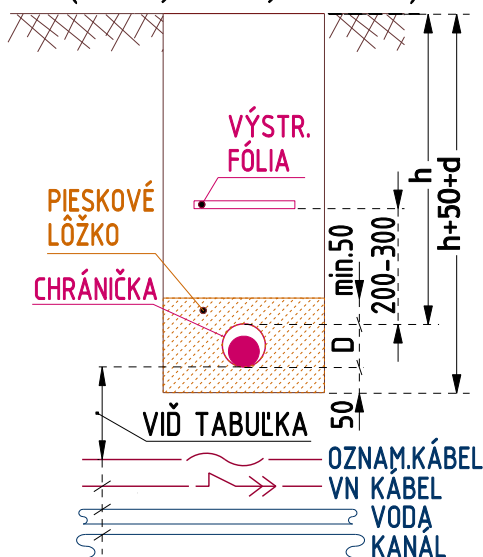 VÝSTR.
FÓLIA
PIESKOVÉ
LÔŽKO
CHRÁNIČKA
h
h+50+d
min.50
200-300
D
50
VIĎ TABUĽKA
OZNAM.KÁBEL
VN KÁBEL
VODA
KANÁL